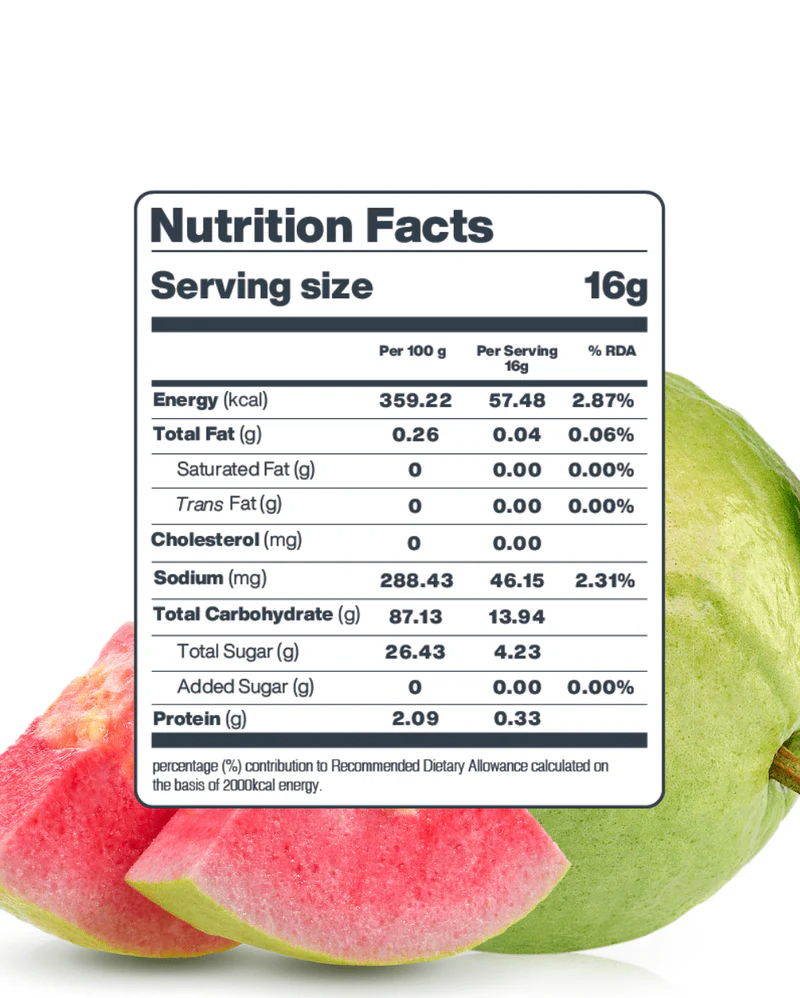 Nutrition Facts
Serving size 16g
Per 100 g Per Serving 16g % RDA
Energy (kcal) 359.22 57.48 2.87%
Total Fat (g) 0.26 0.04 0.06%
Saturated Fat (g) 0 0.00 0.00%
Trans Fat (g) 0 0.00 0.00%
Cholesterol (mg) 0 0.00
Sodium (mg) 288.43 46.15 2.31%
Total Carbohydrate (g) 87.13 13.94
Total Sugar (g) 26.43 4.23
Added Sugar (g) 0 0.00 0.00%
Protein (g) 2.09 0.33
percentage (%) contribution to Recommended Dietary Allowance calculated on
the basis of 2000kcal energy.